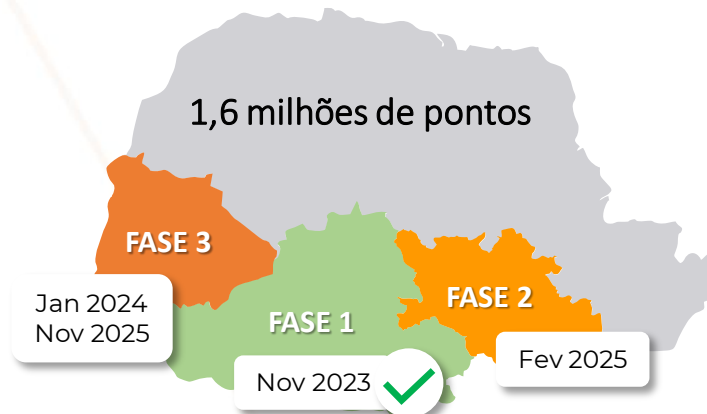 1,6 milhões de pontos
FASE 3
Jan 2024
Nov 2025
FASE 1
Nov 2023
FASE 2
Fev 2025